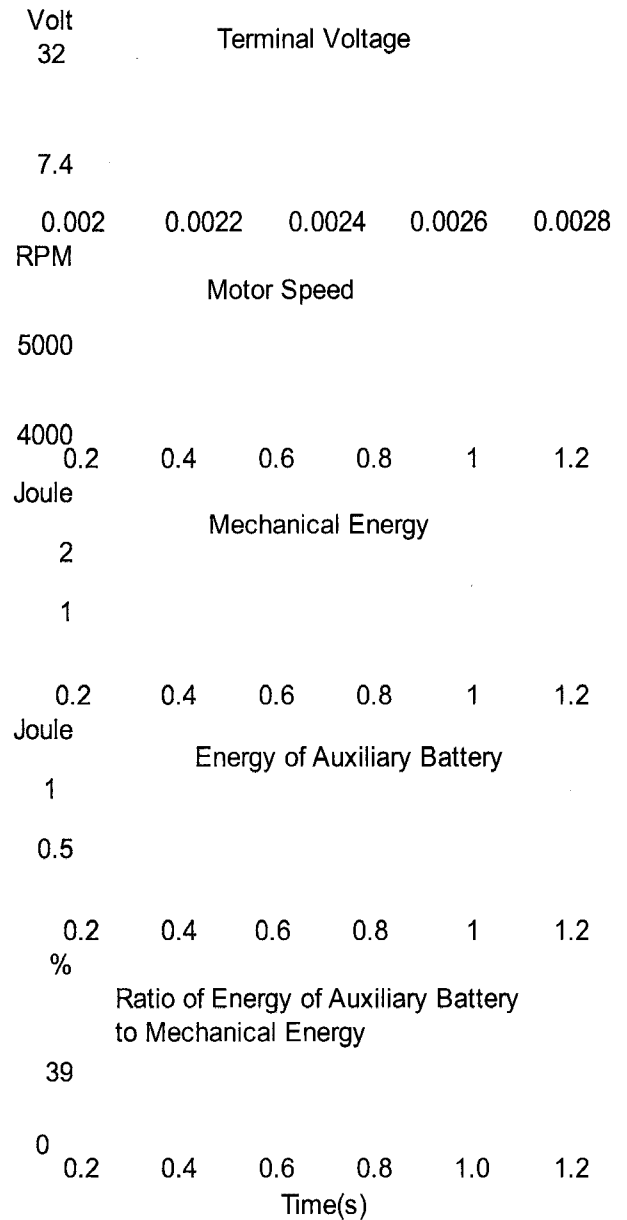 Volt
Terminal Voltage
32
7.4
0.002 0.0022 0.0024 0.0026 0.0028
RPM
Motor Speed
5000
4000
0.2 0.4 0.6 0.8 1 1.2
Joule
Mechanical Energy
2
1
0.2 0.4 0.6 0.8 1 1.2
Joule
Energy of Auxiliary Battery
1
0.5
0.2 0.4 0.6 0.8 1 1.2
%
Ratio of Energy of Auxiliary Battery
to Mechanical Energy
39
0
0.2 0.4 0.6 0.8 1.0 1.2
Time(s)